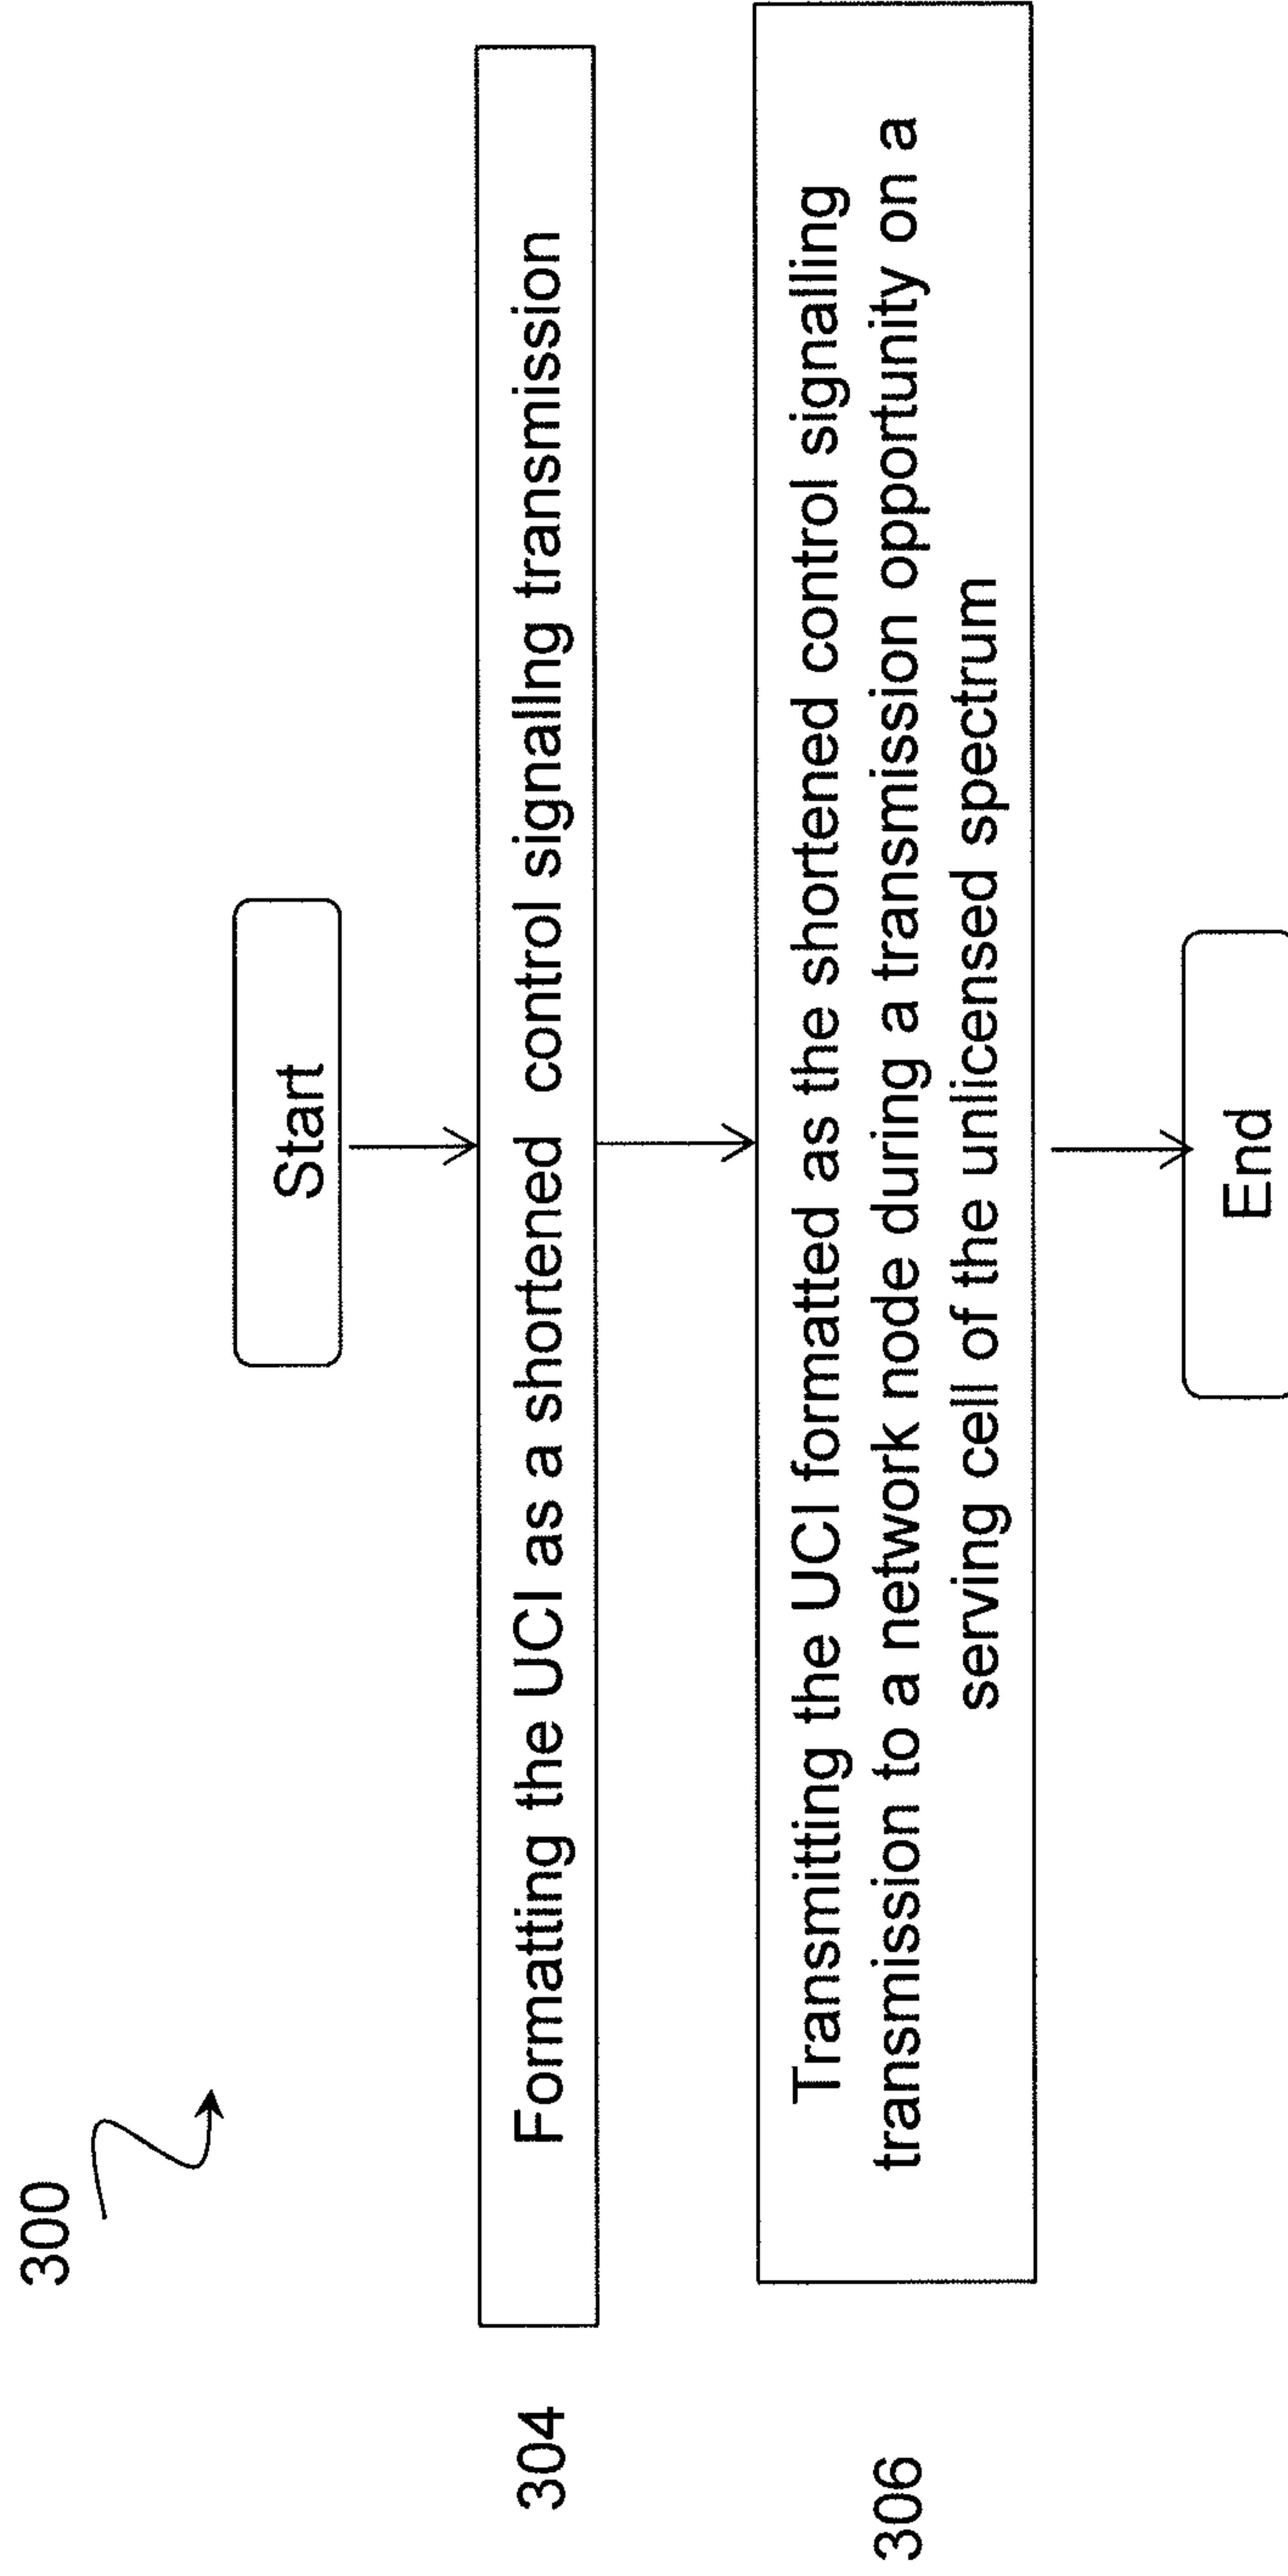 300
Start
304
Formatting the UCI as a shortened control signalling transmission
306
Transmitting the UCI formatted as the shortened control signalling
transmission to a network node during a transmission opportunity on a
serving cell of the unlicensed spectrum
End